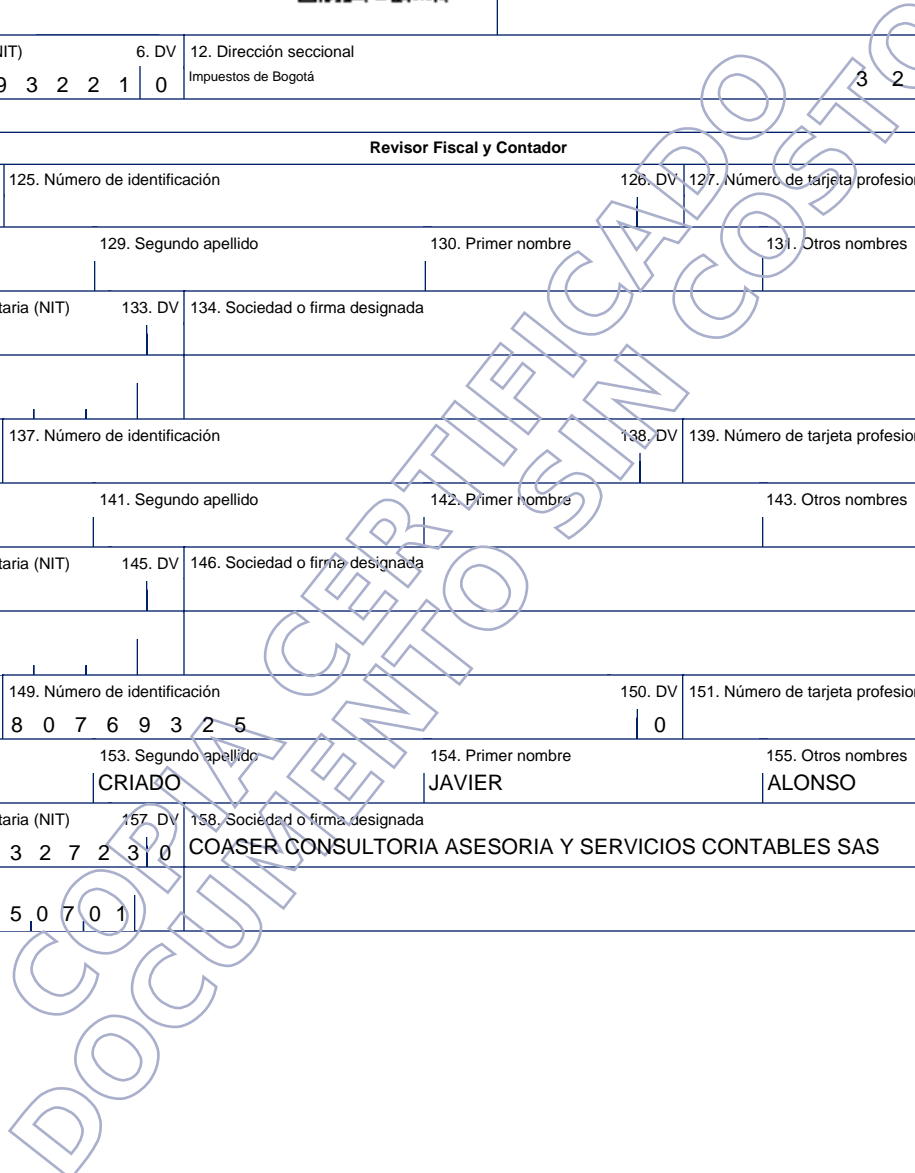 NIT) 6. DV 12. Dirección seccional
9 3 2 2 1 0 Impuestos de Bogotá 3 2
Revisor Fiscal y Contador
125. Número de identificación 126. DV 127. Número de tarjeta profesion
129. Segundo apellido 130. Primer nombre 131. Otros nombres
taria (NIT) 133. DV 134. Sociedad o firma designada
137. Número de identificación 138. DV 139. Número de tarjeta profesion
141. Segundo apellido 142. Primer nombre 143. Otros nombres
taria (NIT) 145. DV 146. Sociedad o firma designada
149. Número de identificación 150. DV 151. Número de tarjeta profesion
8 0 7 6 9 3 2 5 0
153. Segundo apellido 154. Primer nombre 155. Otros nombres
CRIADO JAVIER ALONSO
taria (NIT) 157. DV 158. Sociedad o firma designada
3 2 7 2 3 0 COASER CONSULTORIA ASESORIA Y SERVICIOS CONTABLES SAS
5 0 7 0 1
COPIA CERTIFICADO
DOCUMENTO SIN COSTO